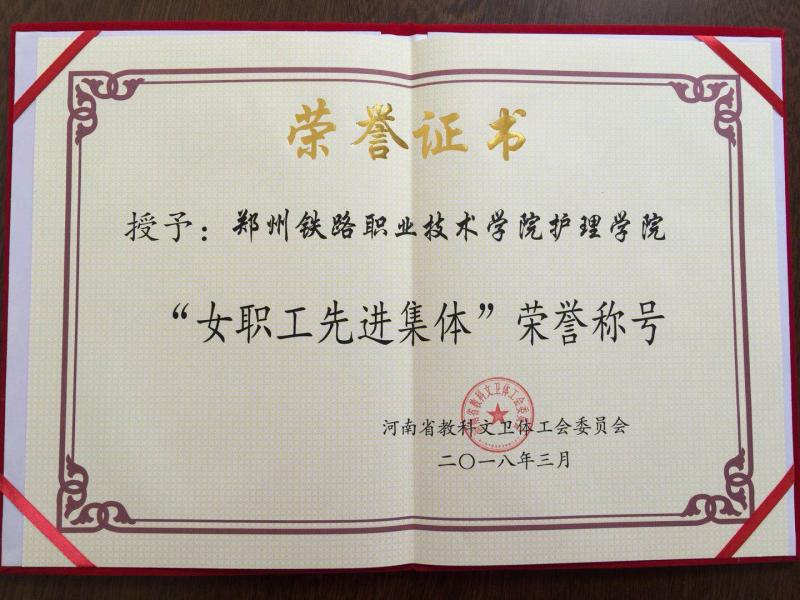 荣誉证书
授予：郑州铁路职业技术学院护理学院
“女职工先进集体”荣誉称号
河南省教科文卫体工会委员会
二〇一八年三月